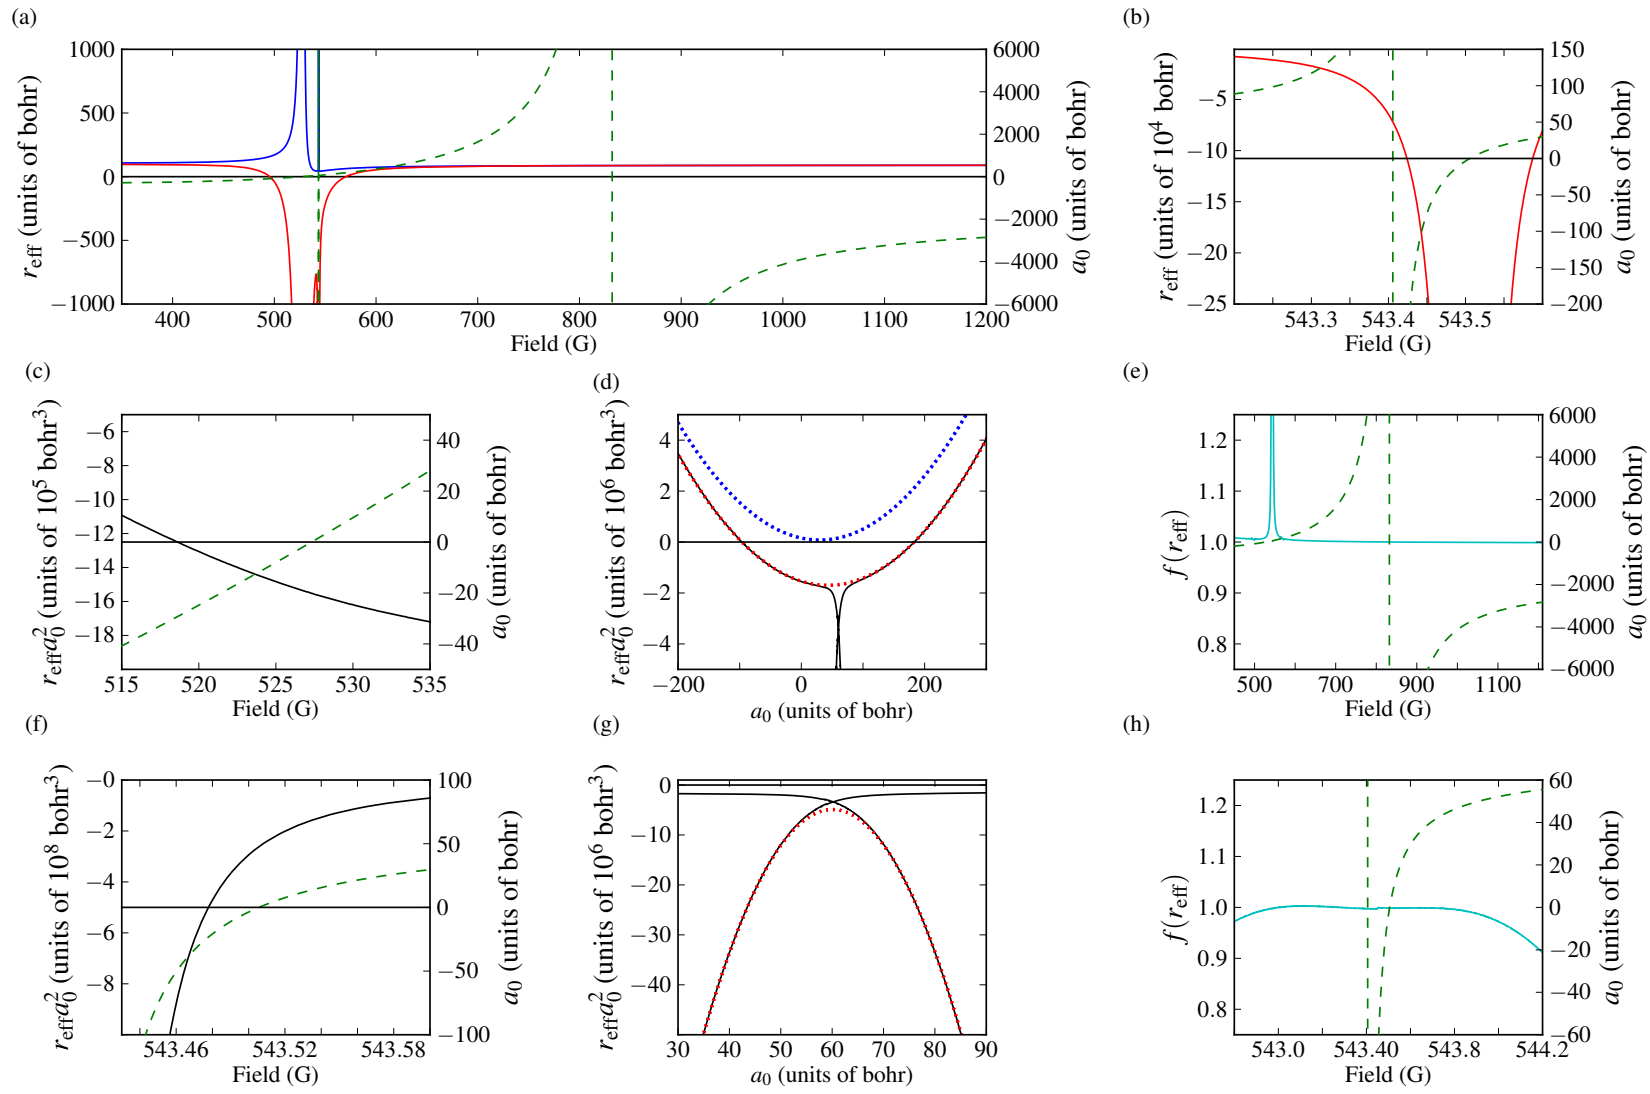 (a)
1000
500
0
−500
−1000
r_eff (units of bohr)
400 500 600 700 800 900 1000 1100 1200
Field (G)
6000
4000
2000
0
−2000
−4000
−6000
a_0 (units of bohr)
(b)
−5
−10
−15
−20
−25
r_eff (units of 10^4 bohr)
543.3 543.4 543.5
Field (G)
150
100
50
0
−50
−100
−150
−200
a_0 (units of bohr)
(c)
−6
−8
−10
−12
−14
−16
−18
r_eff a_0^2 (units of 10^5 bohr^3)
515 520 525 530 535
Field (G)
40
20
0
−20
−40
a_0 (units of bohr)
(d)
4
2
0
−2
−4
r_eff a_0^2 (units of 10^6 bohr^3)
−200 0 200
a_0 (units of bohr)
(e)
1.2
1.1
1.0
0.9
0.8
f(r_eff)
500 700 900 1100
Field (G)
6000
4000
2000
0
−2000
−4000
−6000
a_0 (units of bohr)
(f)
−0
−2
−4
−6
−8
r_eff a_0^2 (units of 10^8 bohr^3)
543.46 543.52 543.58
Field (G)
100
50
0
−50
−100
a_0 (units of bohr)
(g)
0
−10
−20
−30
−40
r_eff a_0^2 (units of 10^6 bohr^3)
30 40 50 60 70 80 90
a_0 (units of bohr)
(h)
1.2
1.1
1.0
0.9
0.8
f(r_eff)
543.0 543.40 543.8 544.2
Field (G)
60
40
20
0
−20
−40
−60
a_0 (units of bohr)